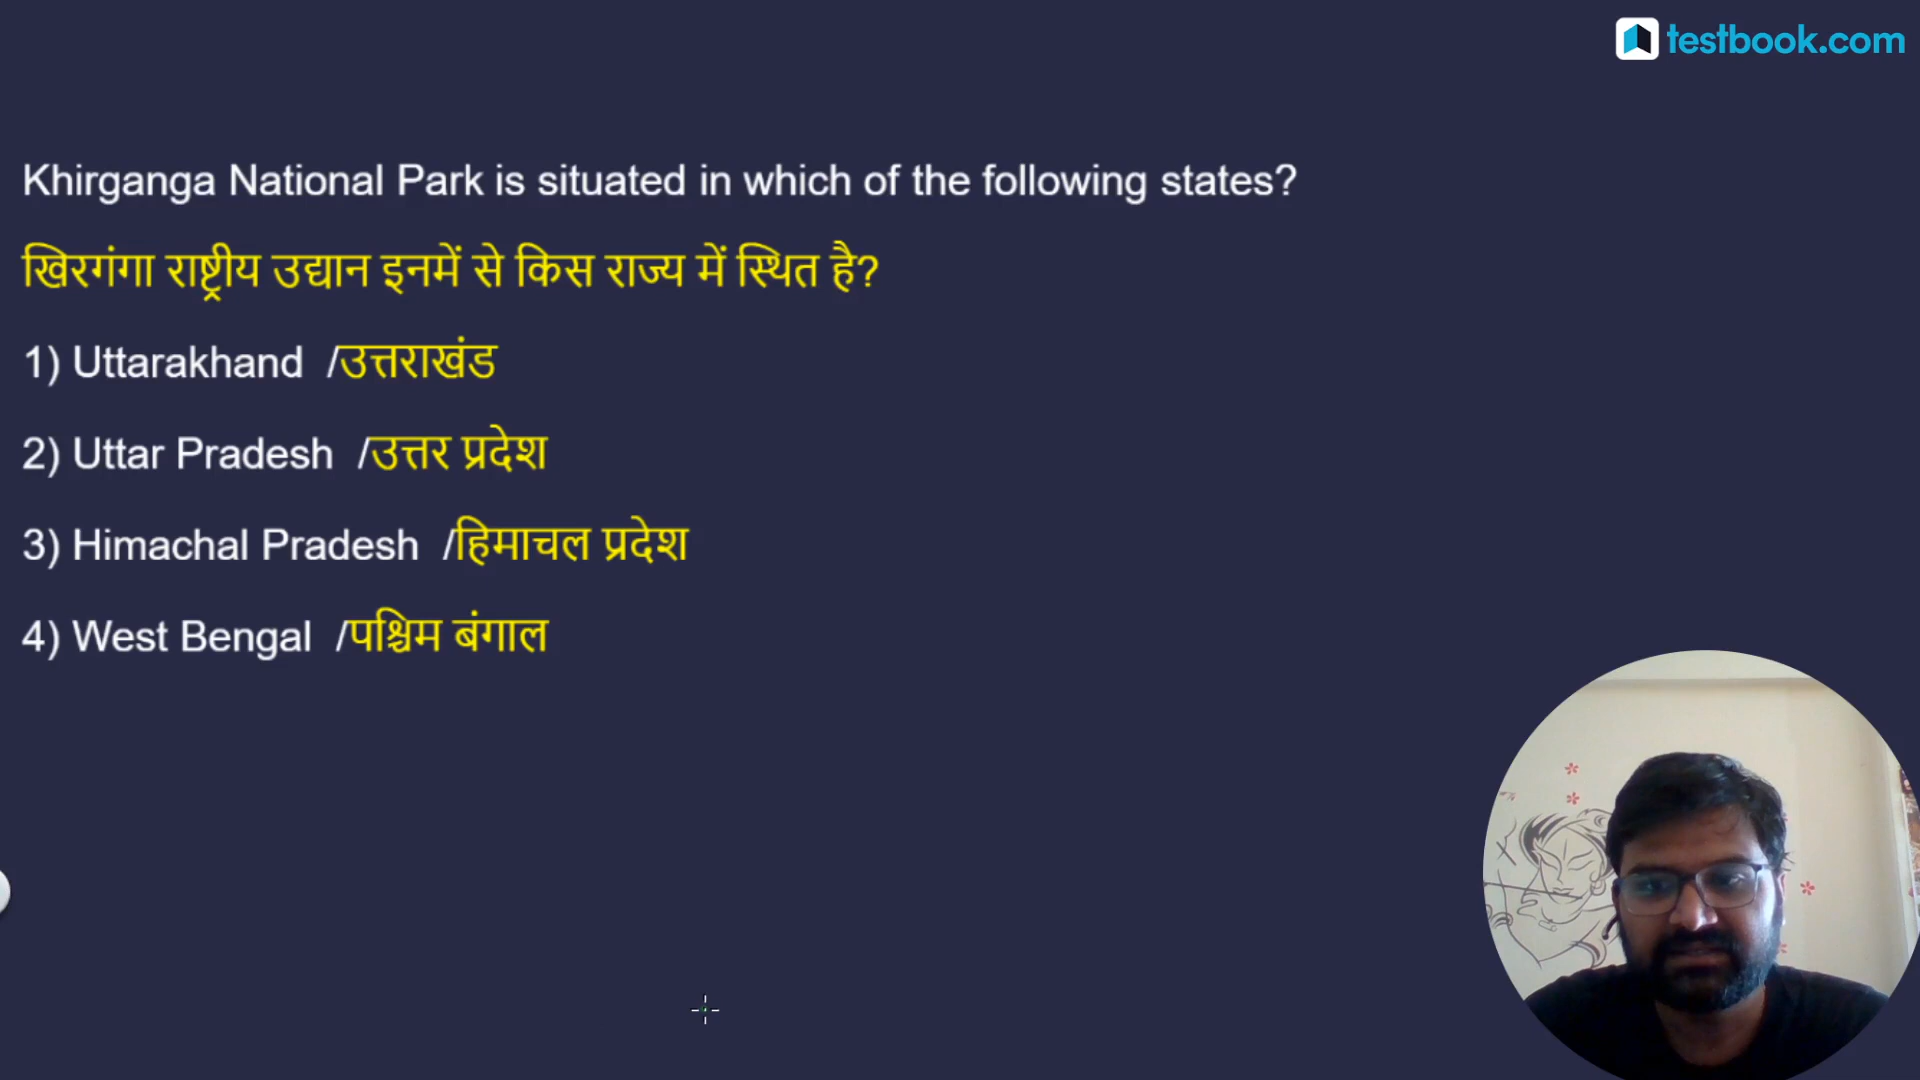 testbook.com
Khirganga National Park is situated in which of the following states?
खिरगंगा राष्ट्रीय उद्यान इनमें से किस राज्य में स्थित है?
1) Uttarakhand /उत्तराखंड
2) Uttar Pradesh /उत्तर प्रदेश
3) Himachal Pradesh /हिमाचल प्रदेश
4) West Bengal /पश्चिम बंगाल